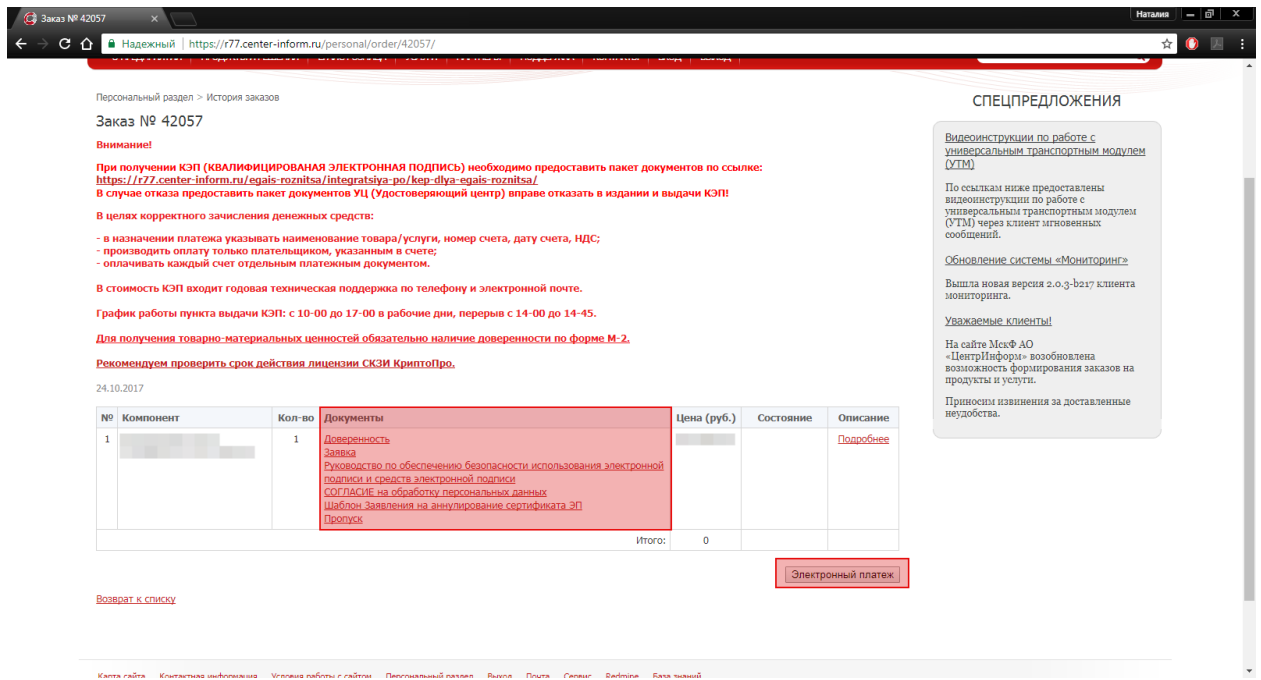 Заказ № 42057
Наталия
Надежный | https://r77.center-inform.ru/personal/order/42057/
Персональный раздел > История заказов
Заказ № 42057
Внимание!
При получении КЭП (КВАЛИФИЦИРОВАНАЯ ЭЛЕКТРОННАЯ ПОДПИСЬ) необходимо предоставить пакет документов по ссылке:
https://r77.center-inform.ru/egais-roznitsa/integratsiya-po/kep-dlya-egais-roznitsa/
В случае отказа предоставить пакет документов УЦ (Удостоверяющий центр) вправе отказать в издании и выдачи КЭП!
В целях корректного зачисления денежных средств:
- в назначении платежа указывать наименование товара/услуги, номер счета, дату счета, НДС;
- производить оплату только плательщиком, указанным в счете;
- оплачивать каждый счет отдельным платежным документом.
В стоимость КЭП входит годовая техническая поддержка по телефону и электронной почте.
График работы пункта выдачи КЭП: с 10-00 до 17-00 в рабочие дни, перерыв с 14-00 до 14-45.
Для получения товарно-материальных ценностей обязательно наличие доверенности по форме М-2.
Рекомендуем проверить срок действия лицензии СКЗИ КриптоПро.
24.10.2017
№ Компонент Кол-во Документы Цена (руб.) Состояние Описание
1 1 Доверенность Подробнее
Заявка
Руководство по обеспечению безопасности использования электронной
подписи и средств электронной подписи
СОГЛАСИЕ на обработку персональных данных
Шаблон Заявления на аннулирование сертификата ЭП
Пропуск
Итого: 0
Электронный платеж
Возврат к списку
СПЕЦПРЕДЛОЖЕНИЯ
Видеоинструкции по работе с
универсальным транспортным модулем
(УТМ)
По ссылкам ниже предоставлены
видеоинструкции по работе с
универсальным транспортным модулем
(УТМ) через клиент мгновенных
сообщений.
Обновление системы «Мониторинг»
Вышла новая версия 2.0.3-b217 клиента
мониторинга.
Уважаемые клиенты!
На сайте МскФ АО
«ЦентрИнформ» возобновлена
возможность формирования заказов на
продукты и услуги.
Приносим извинения за доставленные
неудобства.
Карта сайта Контактная информация Условия работы с сайтом Персональный раздел Выход Почта Сервис Redmine База знаний